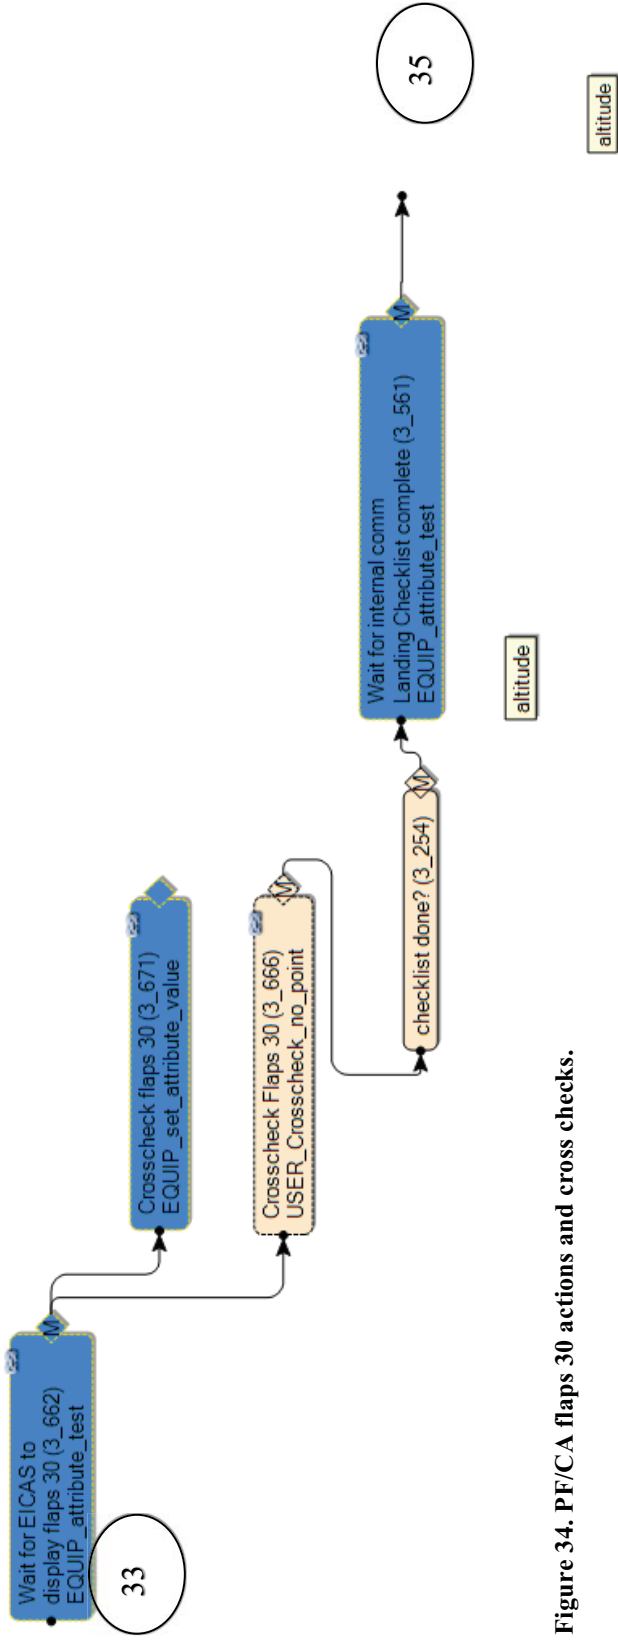 Wait for EICAS to
display flaps 30 (3_662)
EQUIP_attribute_test
M
33
Crosscheck flaps 30 (3_671)
EQUIP_set_attribute_value
Crosscheck Flaps 30 (3_666)
USER_Crosscheck_no_point
M
checklist done? (3_254)
M
Wait for internal comm
Landing Checklist complete (3_561)
EQUIP_attribute_test
M
35
altitude
altitude
Figure 34. PF/CA flaps 30 actions and cross checks.